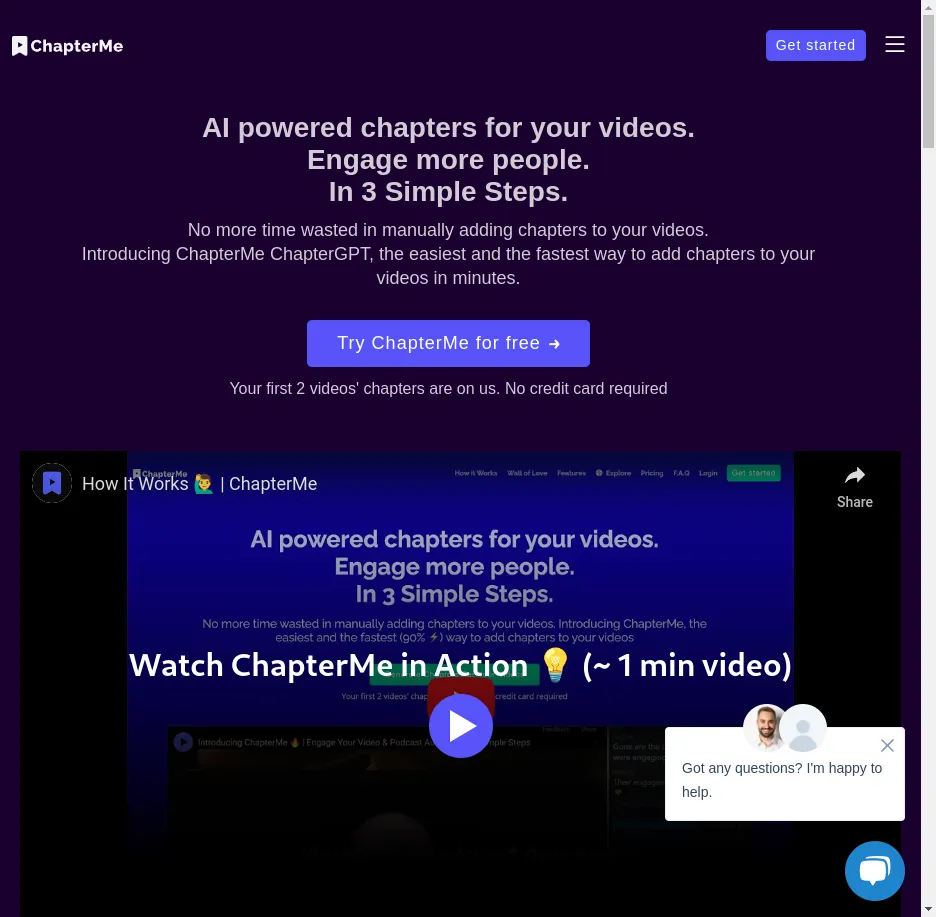 ChapterMe
Get started
AI powered chapters for your videos.
Engage more people.
In 3 Simple Steps.
No more time wasted in manually adding chapters to your videos.
Introducing ChapterMe ChapterGPT, the easiest and the fastest way to add chapters to your
videos in minutes.
Try ChapterMe for free →
Your first 2 videos' chapters are on us. No credit card required
ChapterMe
How it Works Wall of Love Features Explore Pricing F.A.Q Login Get started
How It Works 🙋‍♂️ | ChapterMe
Share
AI powered chapters for your videos.
Engage more people.
In 3 Simple Steps.
No more time wasted in manually adding chapters to your videos. Introducing ChapterMe, the
easiest and the fastest (90% ⚡) way to add chapters to your videos
Watch ChapterMe in Action 💡 (~ 1 min video)
Your first 2 videos' credit card required
Introducing ChapterMe 🔥 | Engage Your Video & Podcast Simple Steps
Got any questions? I'm happy to
help.